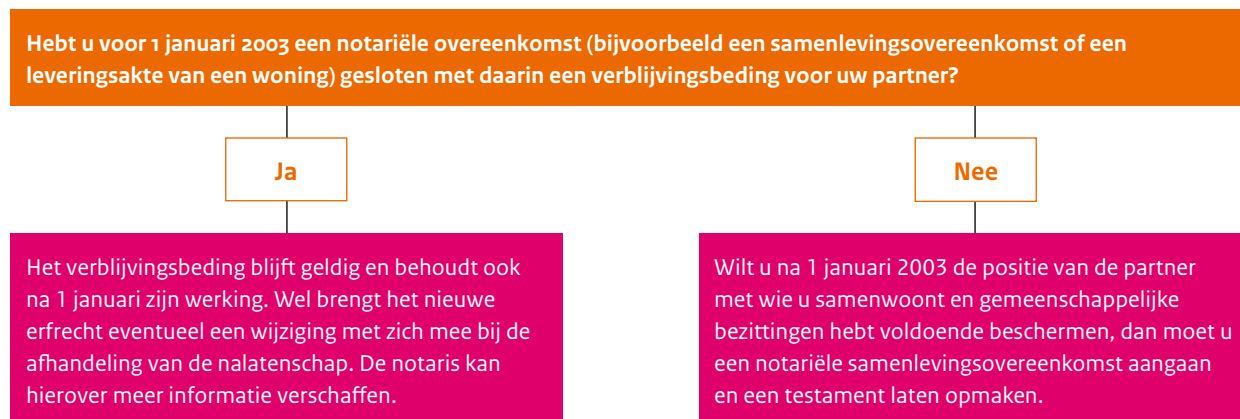 Hebt u voor 1 januari 2003 een notariële overeenkomst (bijvoorbeeld een samenlevingsovereenkomst of een
leveringsakte van een woning) gesloten met daarin een verblijvingsbeding voor uw partner?
Ja
Nee
Het verblijvingsbeding blijft geldig en behoudt ook
na 1 januari zijn werking. Wel brengt het nieuwe
erfrecht eventueel een wijziging met zich mee bij de
afhandeling van de nalatenschap. De notaris kan
hierover meer informatie verschaffen.
Wilt u na 1 januari 2003 de positie van de partner
met wie u samenwoont en gemeenschappelijke
bezittingen hebt voldoende beschermen, dan moet u
een notariële samenlevingsovereenkomst aangaan
en een testament laten opmaken.